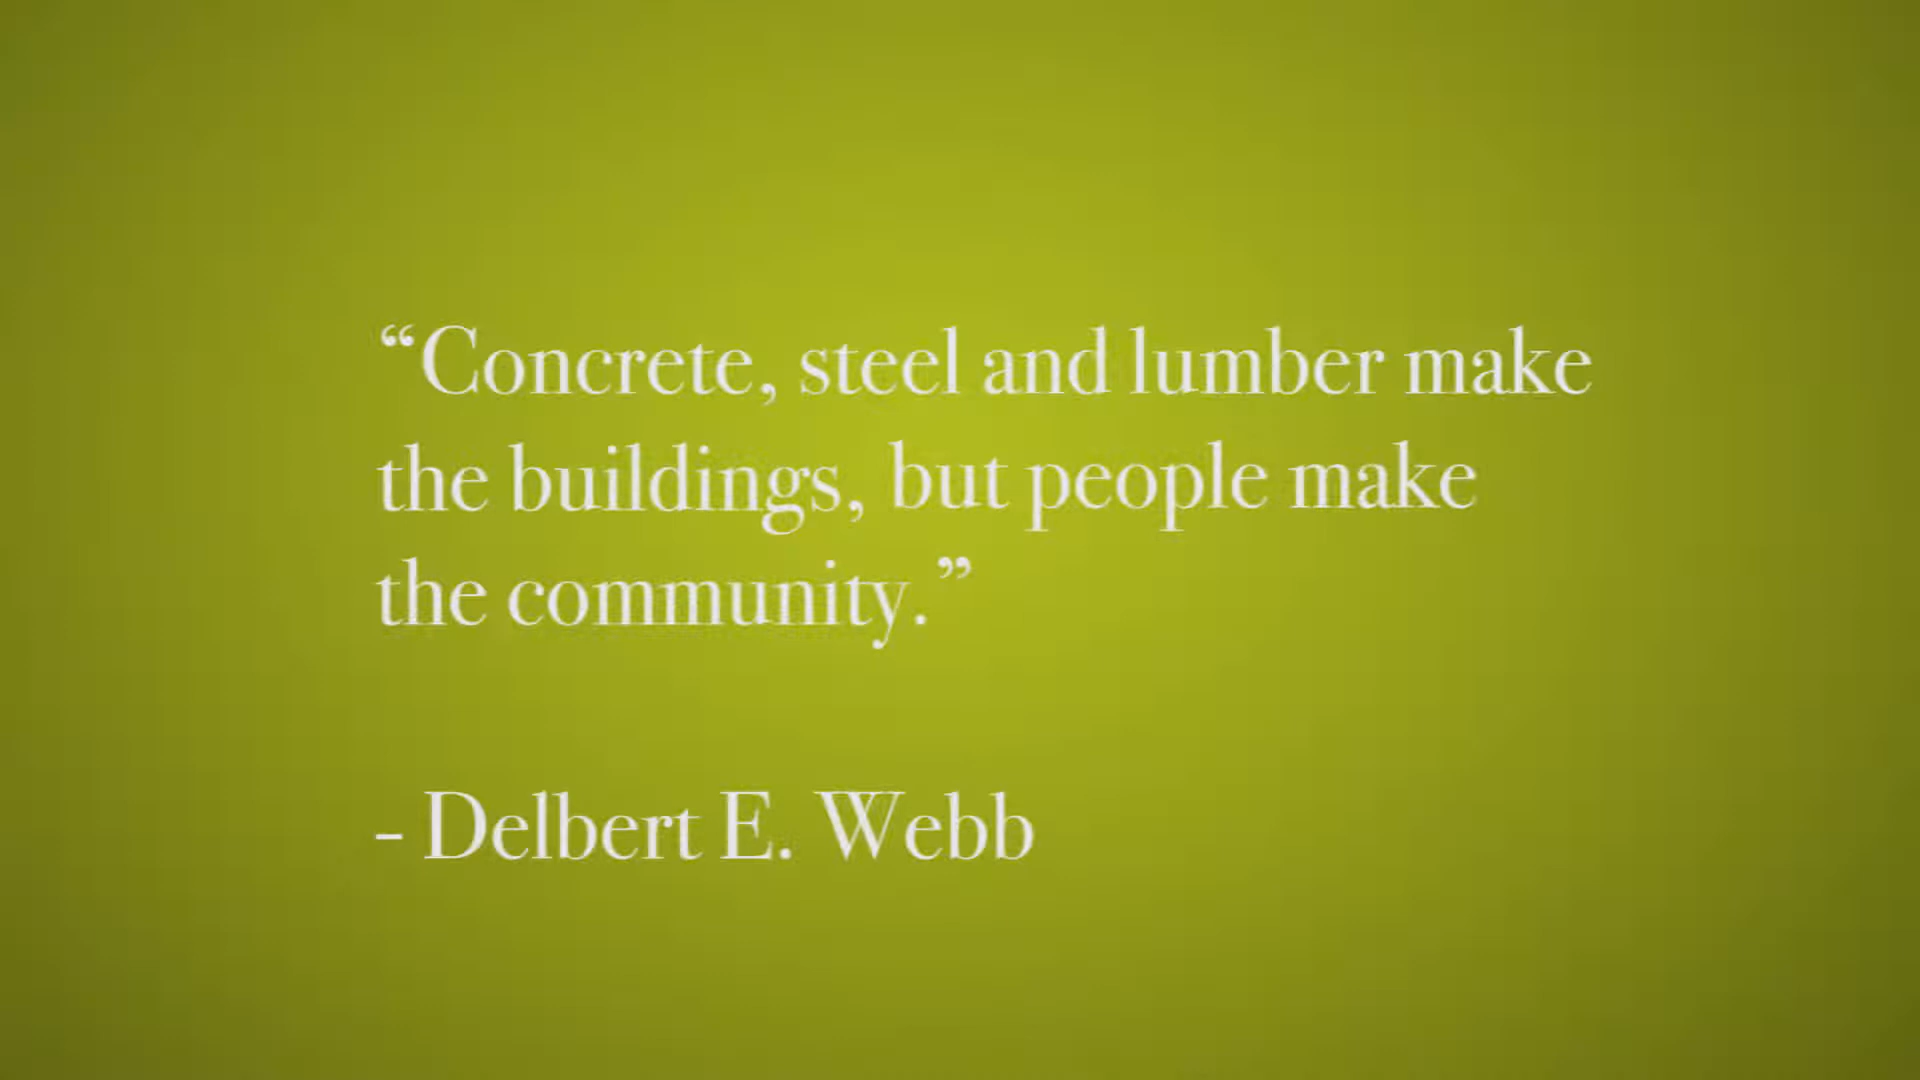 “Concrete, steel and lumber make
the buildings, but people make
the community.”
- Delbert E. Webb